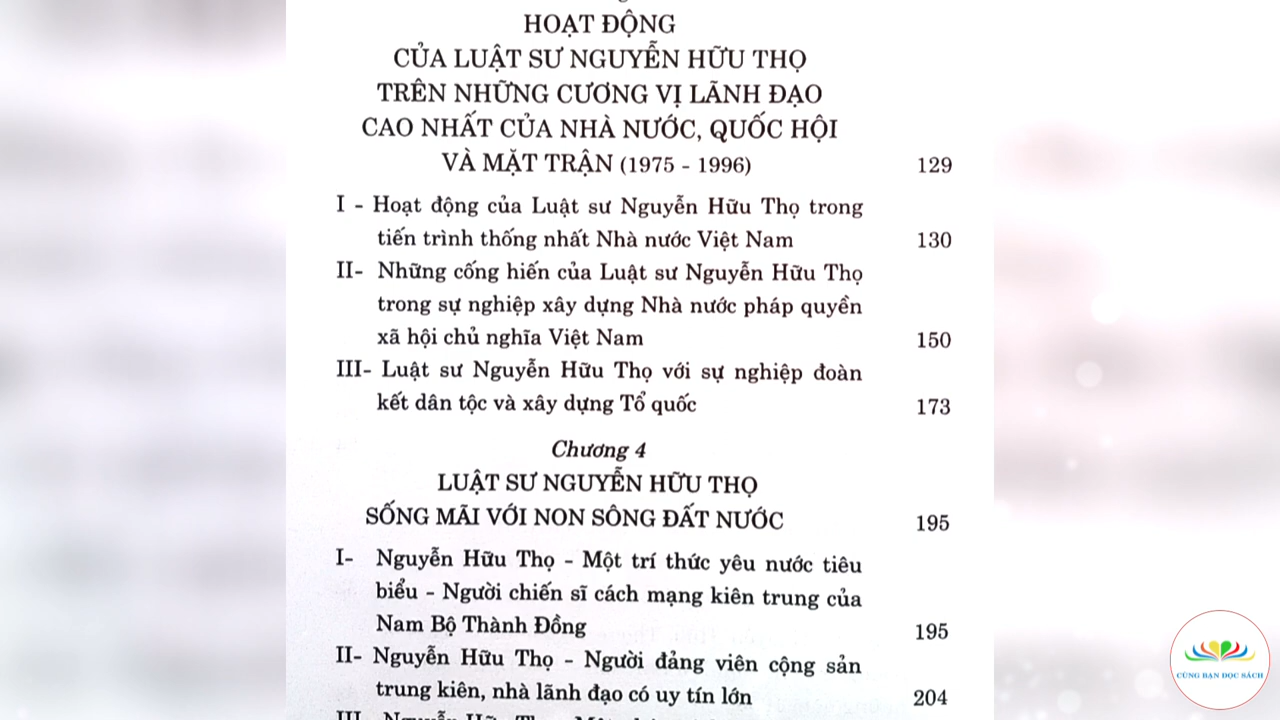 HOẠT ĐỘNG
CỦA LUẬT SƯ NGUYỄN HỮU THỌ
TRÊN NHỮNG CƯƠNG VỊ LÃNH ĐẠO
CAO NHẤT CỦA NHÀ NƯỚC, QUỐC HỘI
VÀ MẶT TRẬN (1975 - 1996) 129
I - Hoạt động của Luật sư Nguyễn Hữu Thọ trong
tiến trình thống nhất Nhà nước Việt Nam 130
II- Những cống hiến của Luật sư Nguyễn Hữu Thọ
trong sự nghiệp xây dựng Nhà nước pháp quyền
xã hội chủ nghĩa Việt Nam 150
III- Luật sư Nguyễn Hữu Thọ với sự nghiệp đoàn
kết dân tộc và xây dựng Tổ quốc 173
Chương 4
LUẬT SƯ NGUYỄN HỮU THỌ
SỐNG MÃI VỚI NON SÔNG ĐẤT NƯỚC 195
I- Nguyễn Hữu Thọ - Một trí thức yêu nước tiêu
biểu - Người chiến sĩ cách mạng kiên trung của
Nam Bộ Thành Đồng 195
II- Nguyễn Hữu Thọ - Người đảng viên cộng sản
trung kiên, nhà lãnh đạo có uy tín lớn 204
III- Nguyễn Hữu Thọ
CÙNG BẠN ĐỌC SÁCH